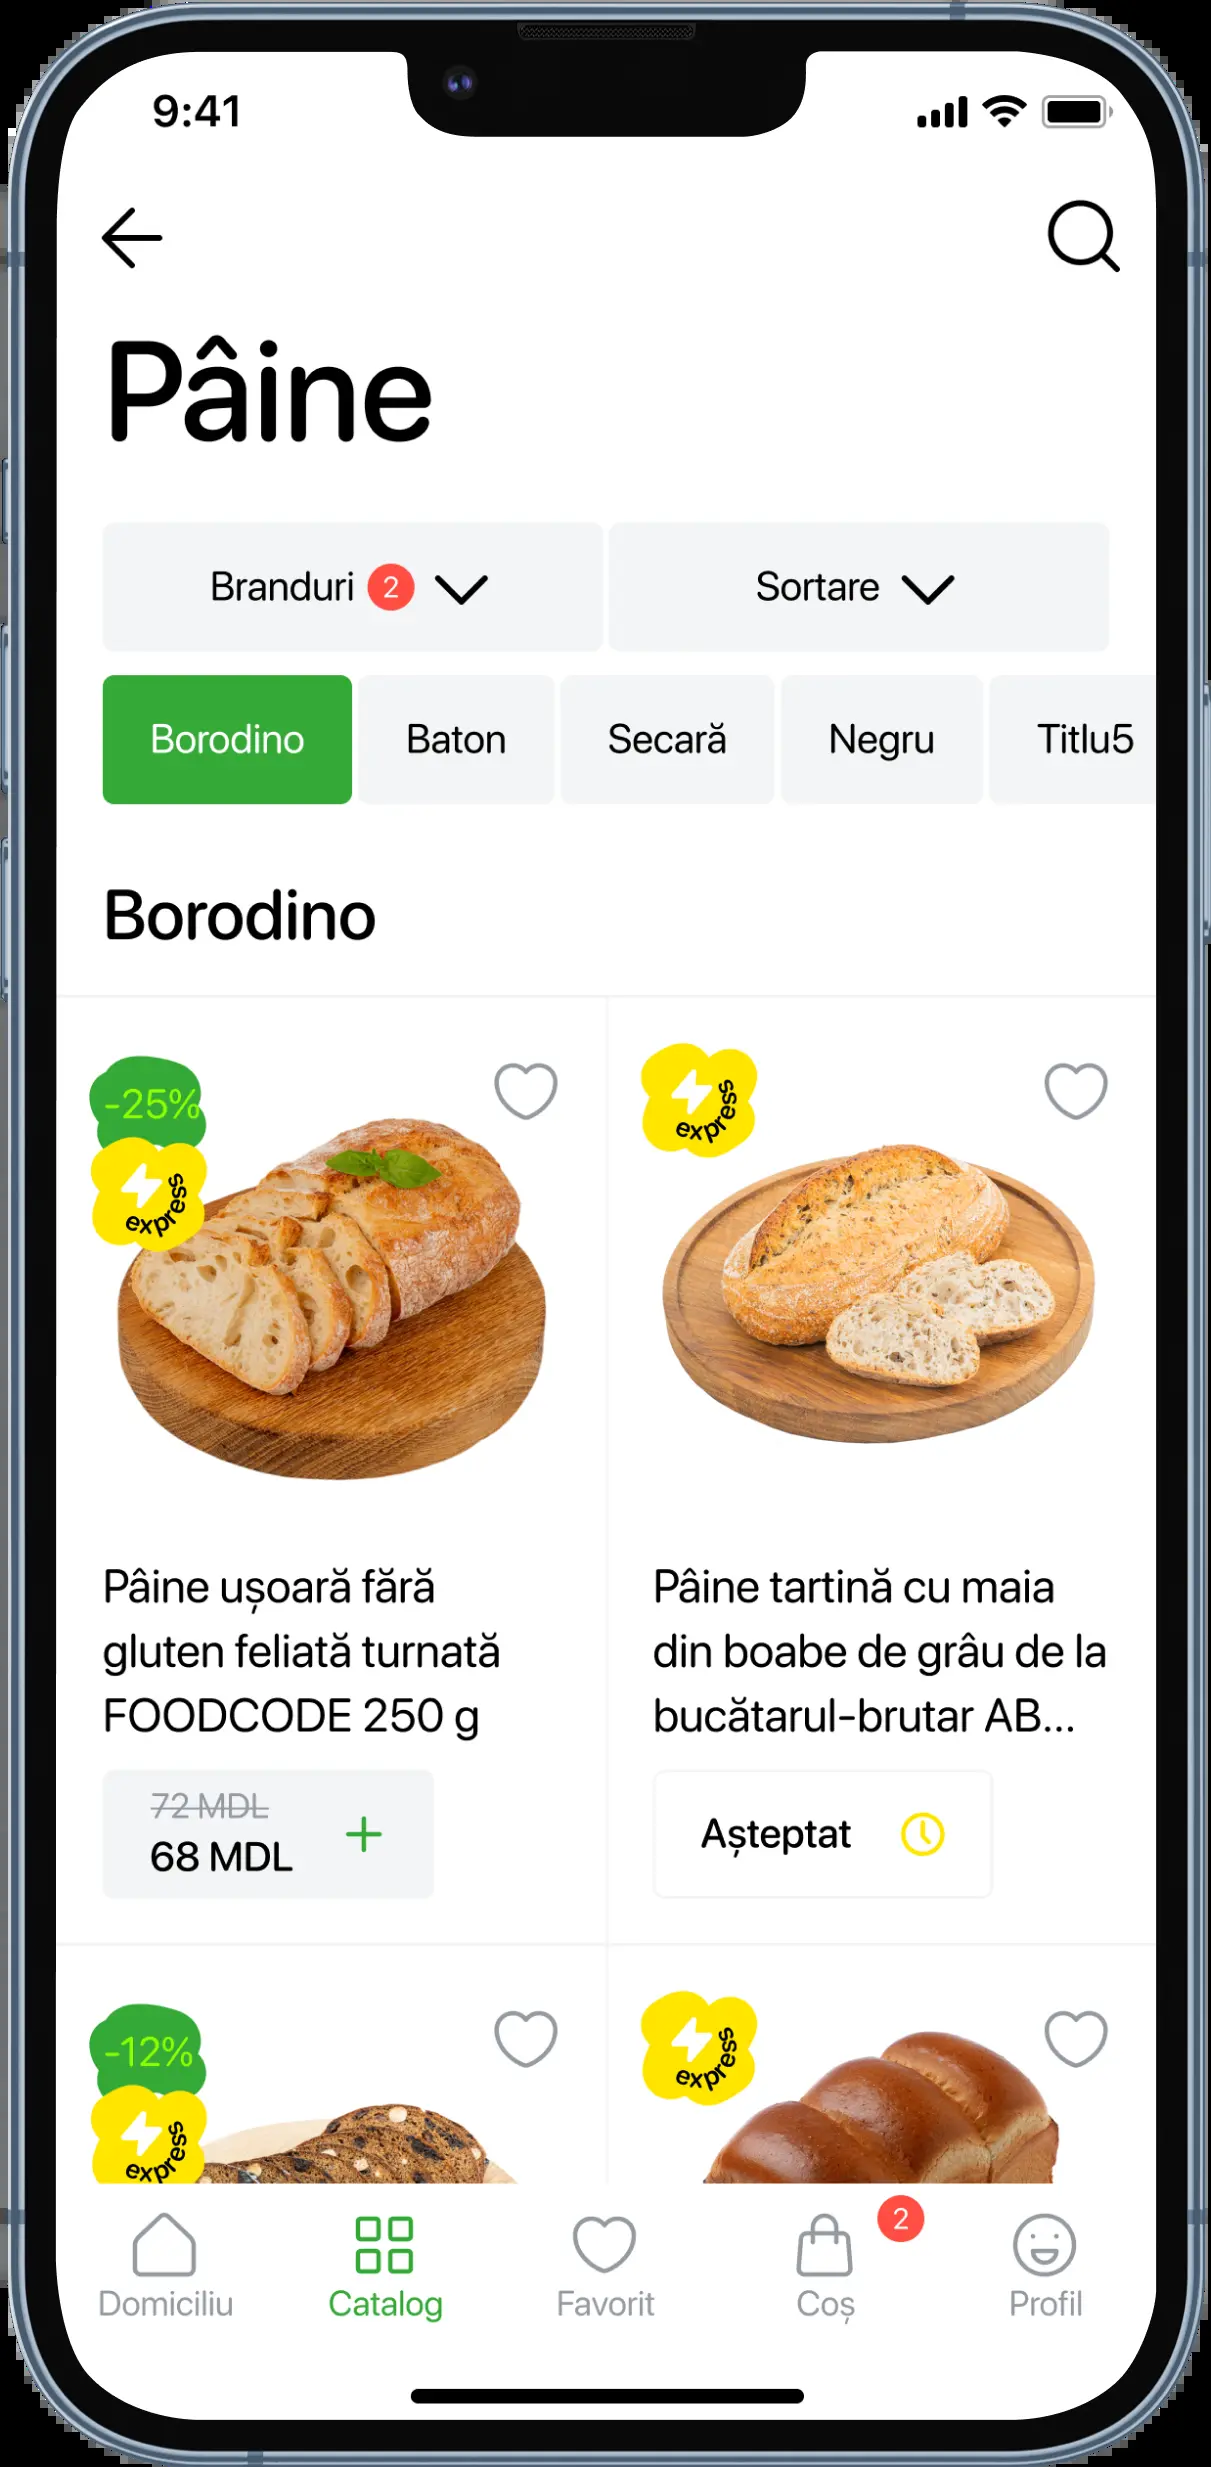 9:41
Pâine
Branduri 2
Sortare
Borodino
Baton
Secară
Negru
Titlu5
Borodino
-25%
express
express
Pâine ușoară fără
gluten feliată turnată
FOODCODE 250 g
72 MDL
68 MDL
Pâine tartină cu maia
din boabe de grâu de la
bucătarul-brutar AB...
Așteptat
-12%
express
express
Domiciliu
Catalog
Favorit
2
Coș
Profil